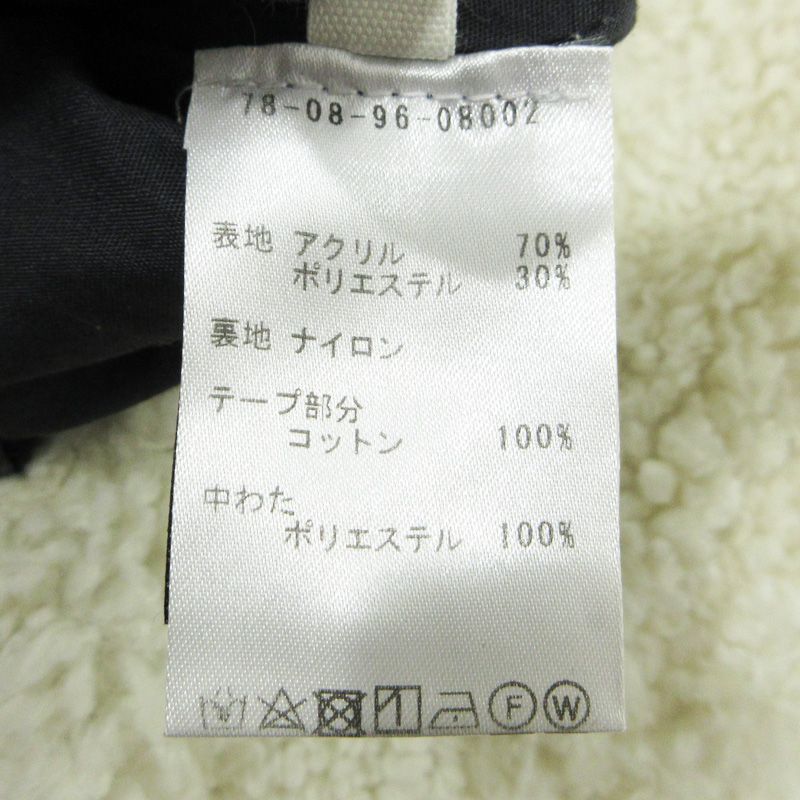 78-08-96-08002
表地 アクリル 70%
ポリエステル 30%
裏地 ナイロン
テープ部分
コットン 100%
中わた
ポリエステル 100%
F W